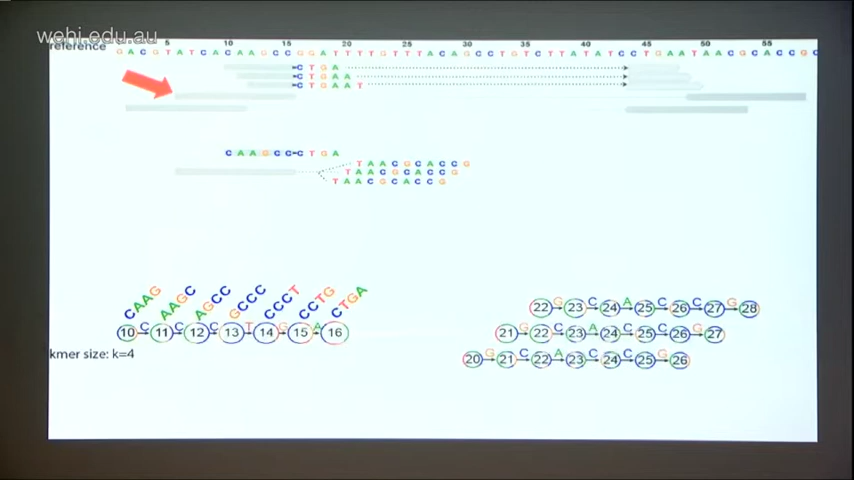 wehi.edu.au
5 10 15 20 25 30 35 40 45 50 55
reference
G A C G T A T C A C A A G C C G G A T T T T G T T T A C A G C C T G T C T T A T A T C C T G A A T A A C G C A C C G C
C T G A
C T G A A
C T G A A T
C A A G C C C T G A
T A A C G C A C C G
T A A C G C A C C G
T A A C G C A C C G
CAAG AAGC AGCC GCCC CCCT CCTG CTGA
10 C 11 C 12 C 13 T 14 G 15 A 16
kmer size: k=4
22 G 23 C 24 A 25 C 26 C 27 G 28
21 G 22 C 23 A 24 C 25 C 26 G 27
20 G 21 C 22 A 23 C 24 C 25 G 26